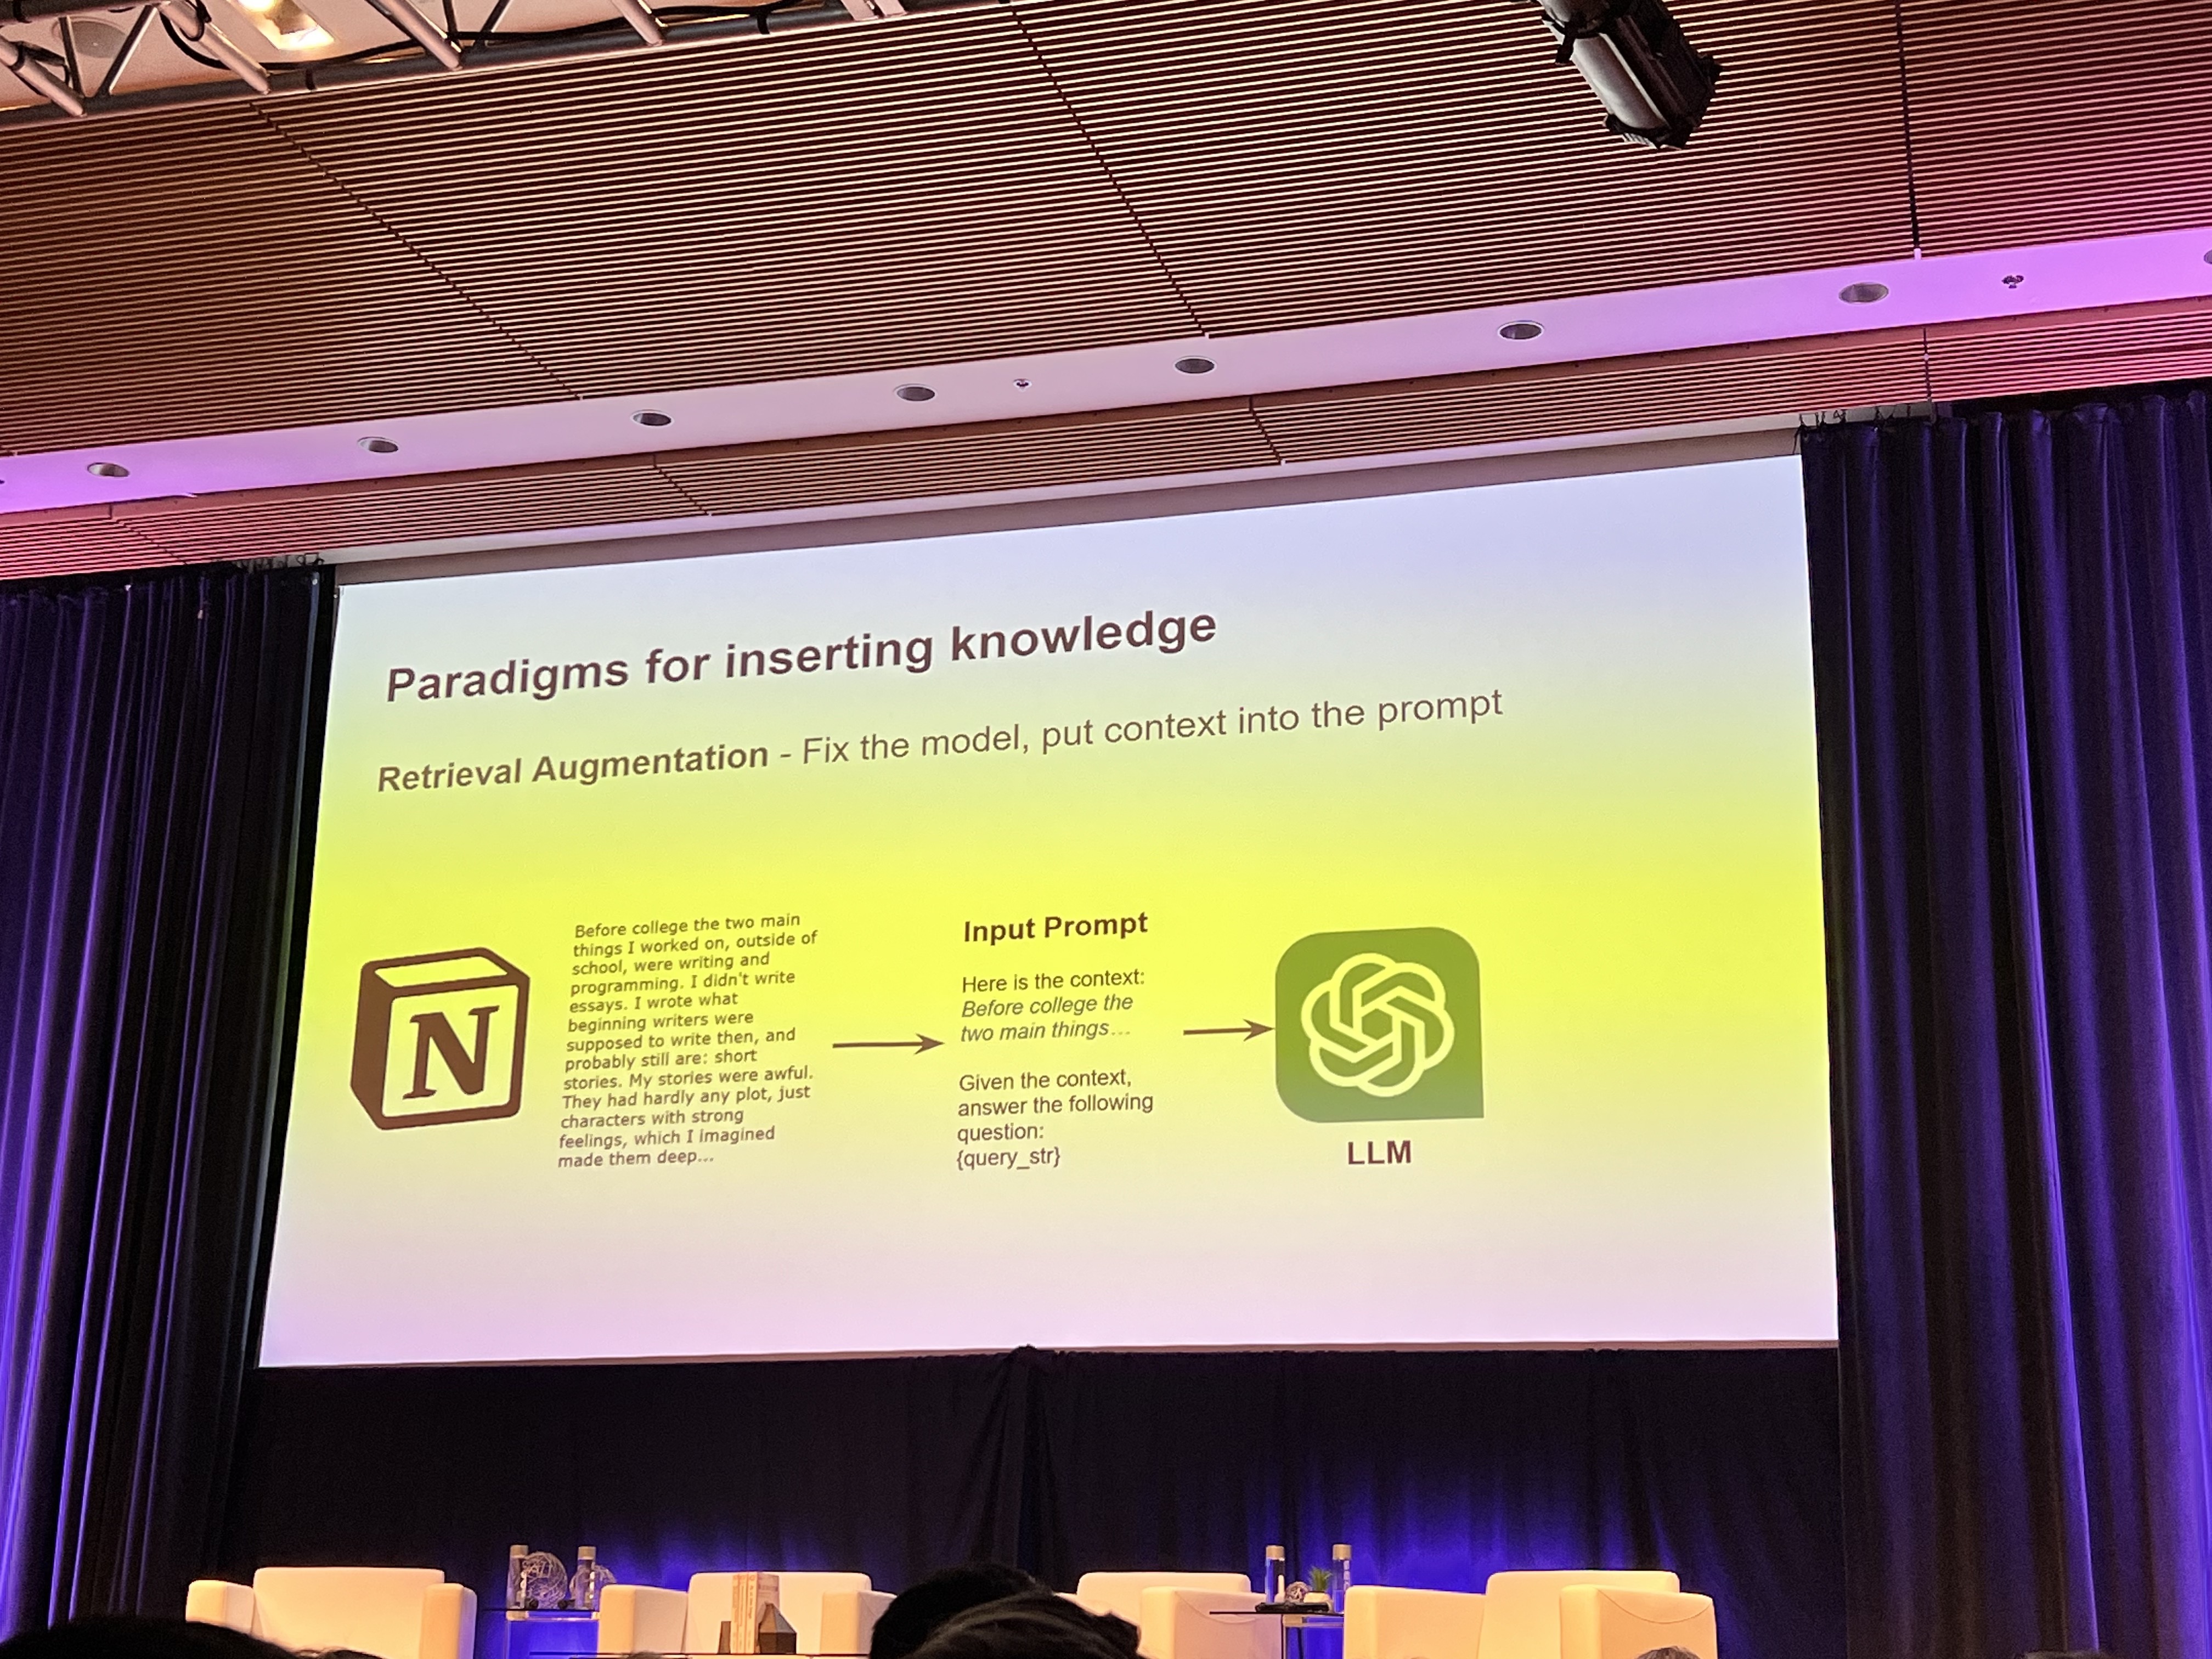 Paradigms for inserting knowledge
Retrieval Augmentation - Fix the model, put context into the prompt
N
Before college the two main
things I worked on, outside of
school, were writing and
programming. I didn't write
essays. I wrote what
beginning writers were
supposed to write then, and
probably still are: short
stories. My stories were awful.
They had hardly any plot, just
characters with strong
feelings, which I imagined
made them deep...
Input Prompt
Here is the context:
Before college the
two main things...
Given the context,
answer the following
question:
{query_str}
LLM